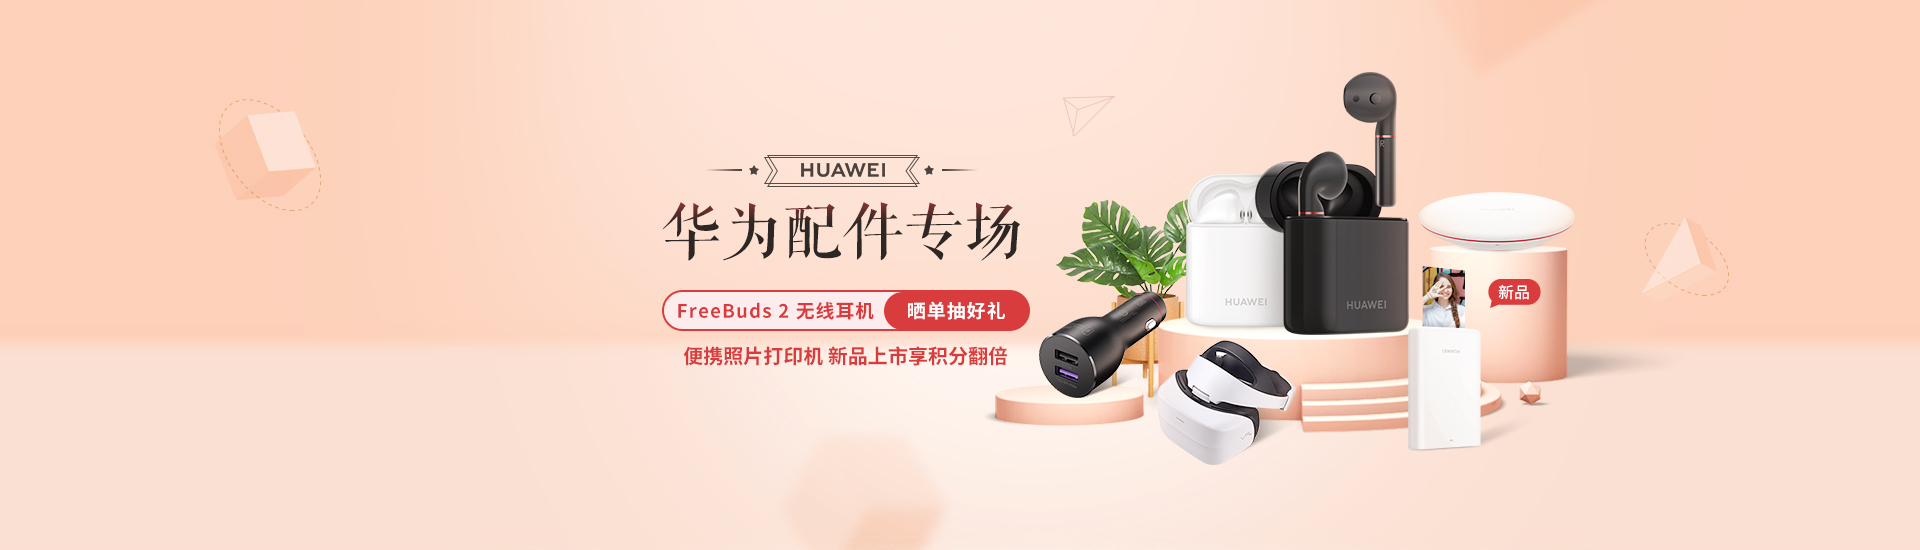 HUAWEI
华为配件专场
FreeBuds 2 无线耳机 晒单抽好礼
便携照片打印机 新品上市享积分翻倍
HUAWEI
HUAWEI
R
新品